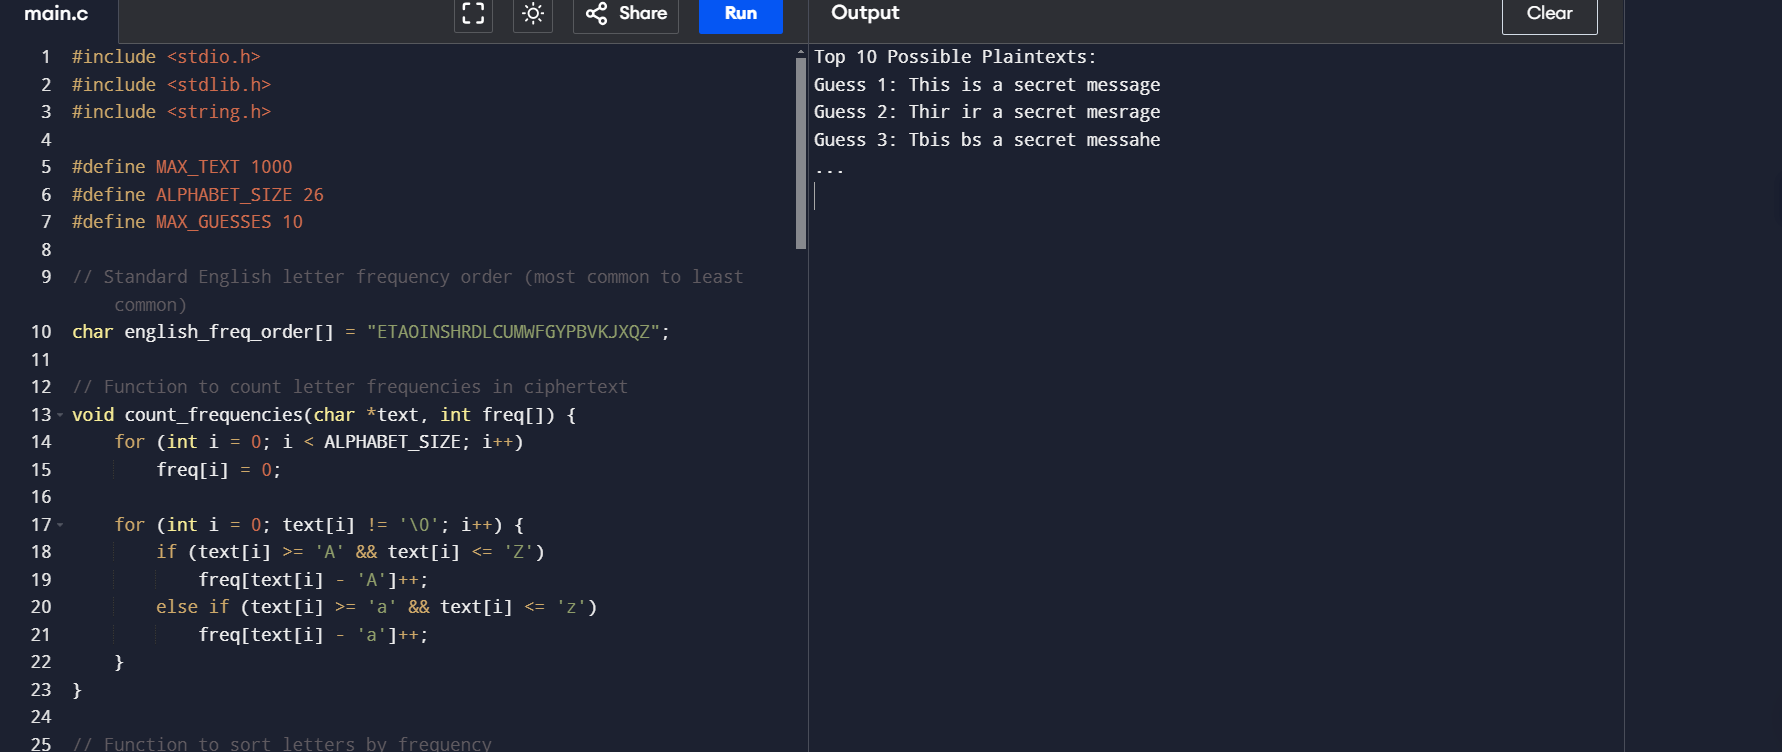 main.c
Share
Run
Output
Clear
1 #include <stdio.h>
2 #include <stdlib.h>
3 #include <string.h>
4
5 #define MAX_TEXT 1000
6 #define ALPHABET_SIZE 26
7 #define MAX_GUESSES 10
8
9 // Standard English letter frequency order (most common to least
common)
10 char english_freq_order[] = "ETAOINSHRDLCUMWFGYPBVKJXQZ";
11
12 // Function to count letter frequencies in ciphertext
13 void count_frequencies(char *text, int freq[]) {
14     for (int i = 0; i < ALPHABET_SIZE; i++)
15         freq[i] = 0;
16
17     for (int i = 0; text[i] != '\0'; i++) {
18         if (text[i] >= 'A' && text[i] <= 'Z')
19             freq[text[i] - 'A']++;
20         else if (text[i] >= 'a' && text[i] <= 'z')
21             freq[text[i] - 'a']++;
22     }
23 }
24
25 // Function to sort letters by frequency
Top 10 Possible Plaintexts:
Guess 1: This is a secret message
Guess 2: Thir ir a secret mesrage
Guess 3: Tbis bs a secret messahe
...